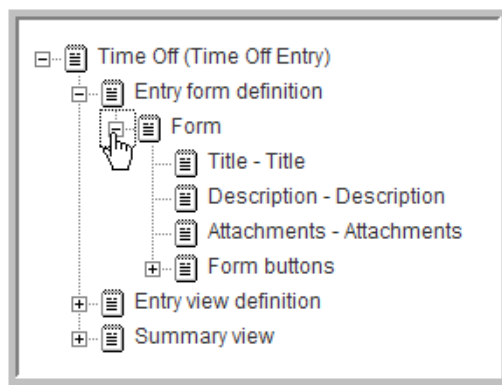 Time Off (Time Off Entry)
Entry form definition
Form
Title - Title
Description - Description
Attachments - Attachments
Form buttons
Entry view definition
Summary view